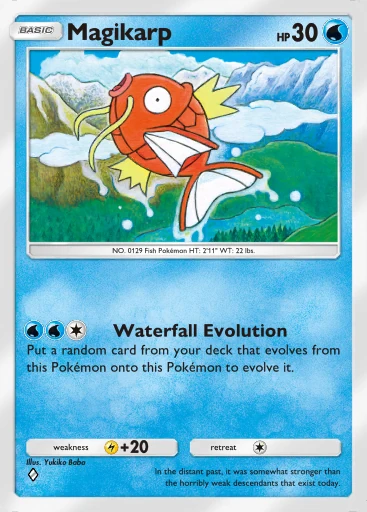 BASIC Magikarp HP 30
NO. 0129 Fish Pokémon HT: 2'11" WT: 22 lbs.
Waterfall Evolution
Put a random card from your deck that evolves from
this Pokémon onto this Pokémon to evolve it.
weakness +20 retreat
Illus. Yukiko Baba
In the distant past, it was somewhat stronger than
the horribly weak descendants that exist today.